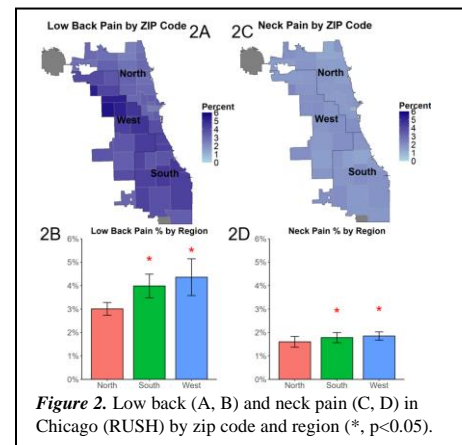 Low Back Pain by ZIP Code
2A
North
West
South
Percent
6
5
4
3
2
1
0
2C
Neck Pain by ZIP Code
North
West
South
Percent
6
5
4
3
2
1
0
2B
Low Back Pain % by Region
6%
5%
4%
3%
2%
1%
0%
*
*
North
South
West
2D
Neck Pain % by Region
6%
5%
4%
3%
2%
1%
0%
*
*
North
South
West
Figure 2. Low back (A, B) and neck pain (C, D) in
Chicago (RUSH) by zip code and region (*, p<0.05).